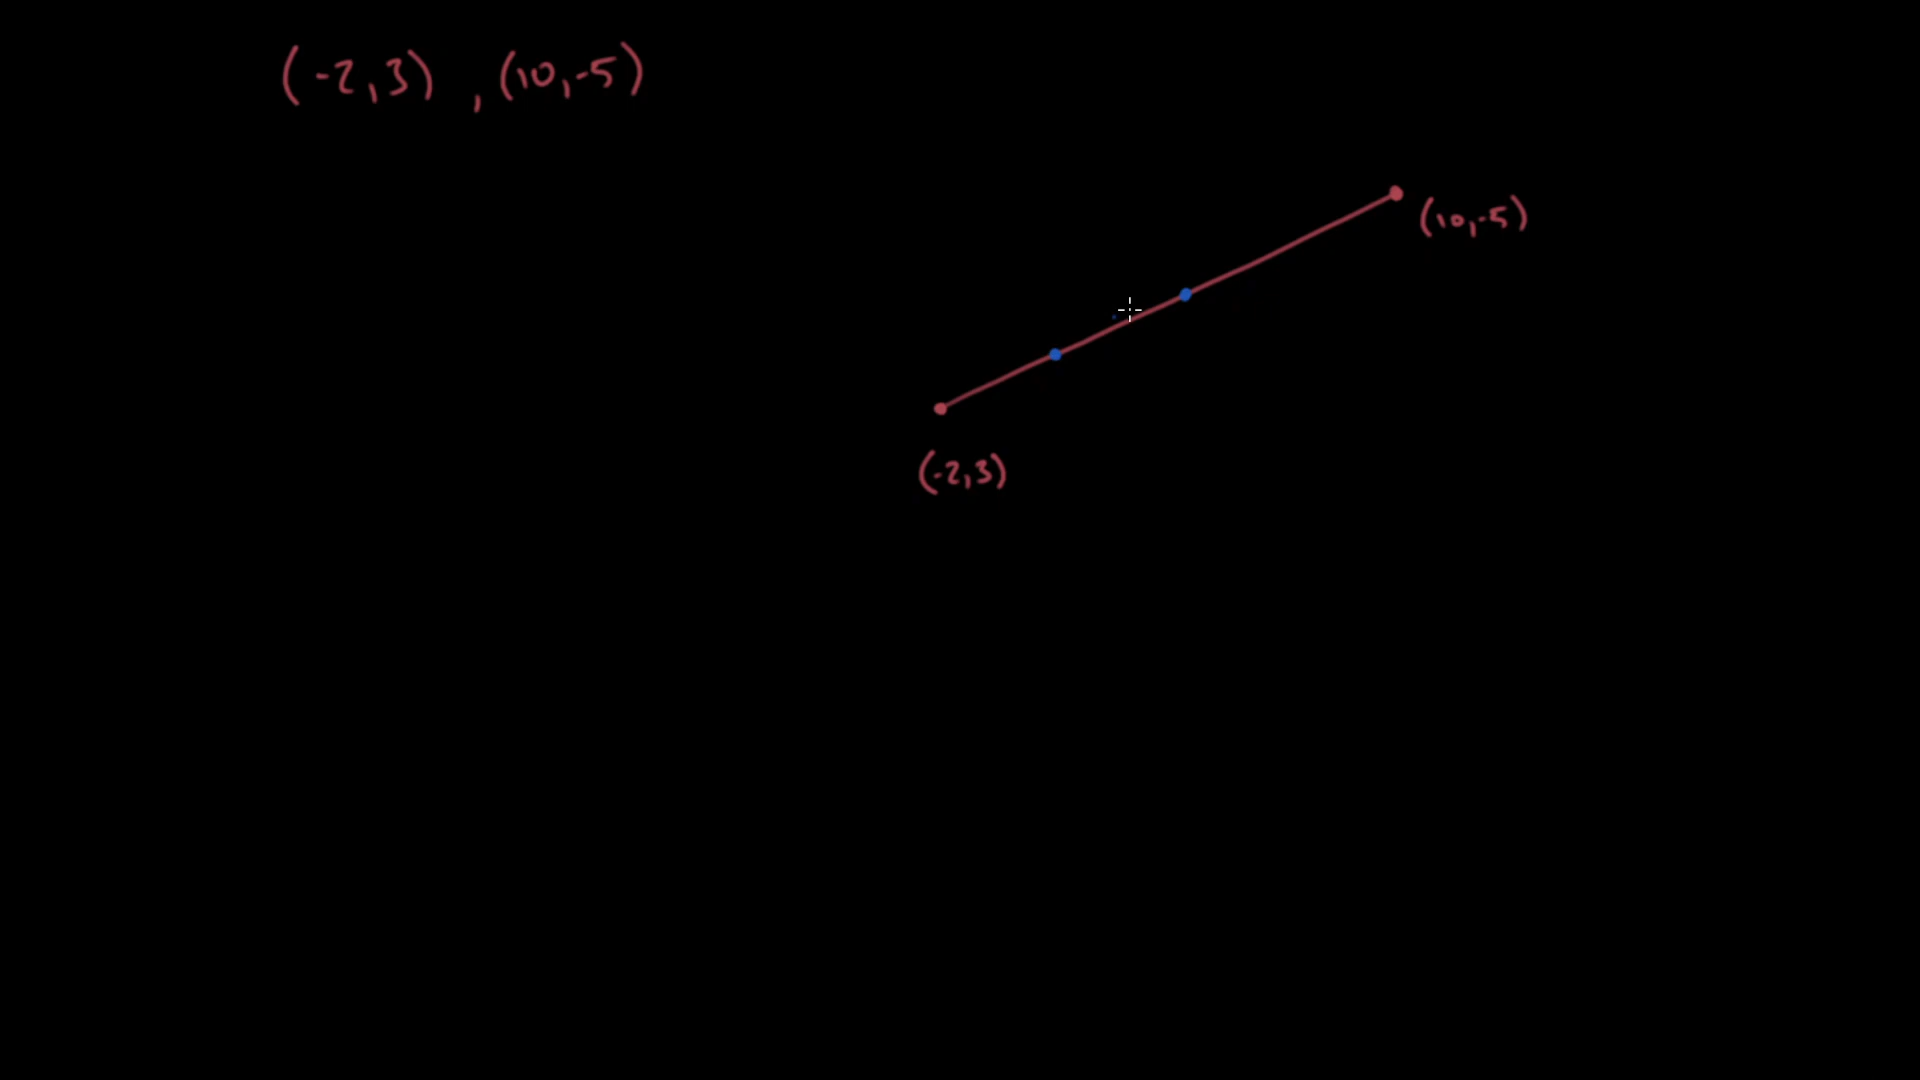 (-2,3) , (10,-5)
(10,-5)
(-2,3)